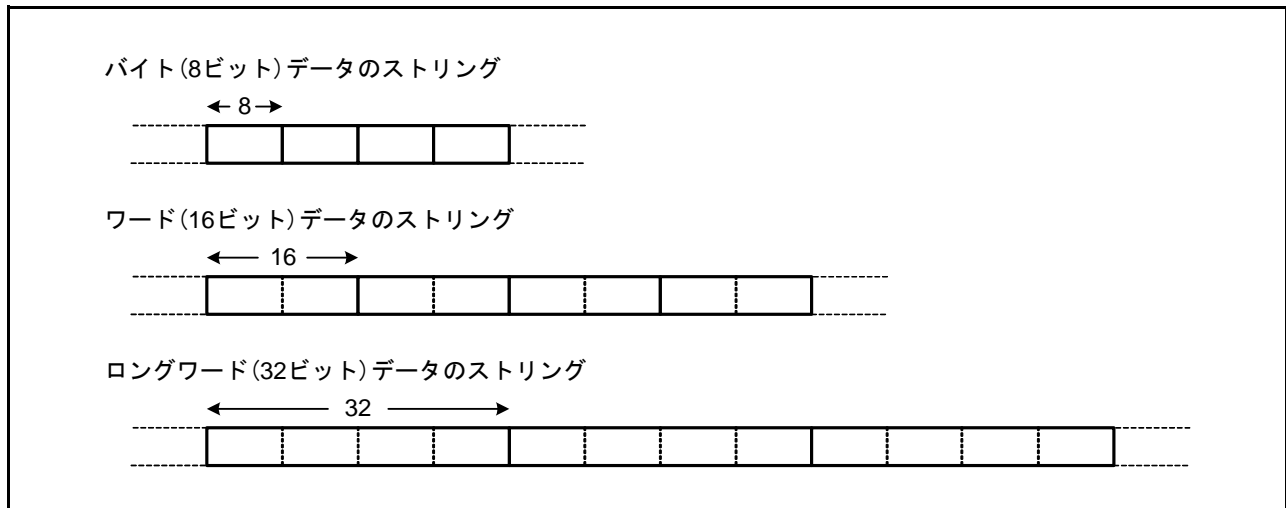 バイト(8ビット)データのストリング
8
ワード(16ビット)データのストリング
16
ロングワード(32ビット)データのストリング
32